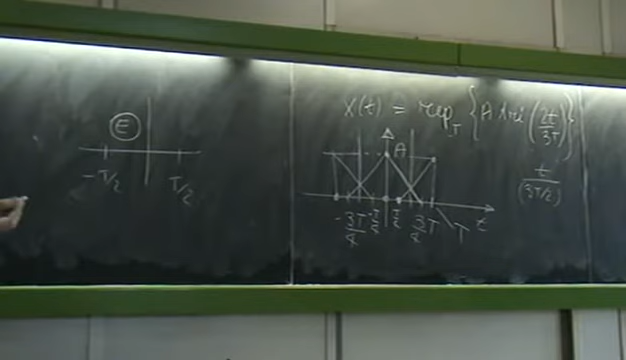 E
-T/2 T/2
x(t) = rep_T { A tri (2t/3T) }
t/(3T/2)
A
-3T/4 -T/2 T/2 3T/4 T t